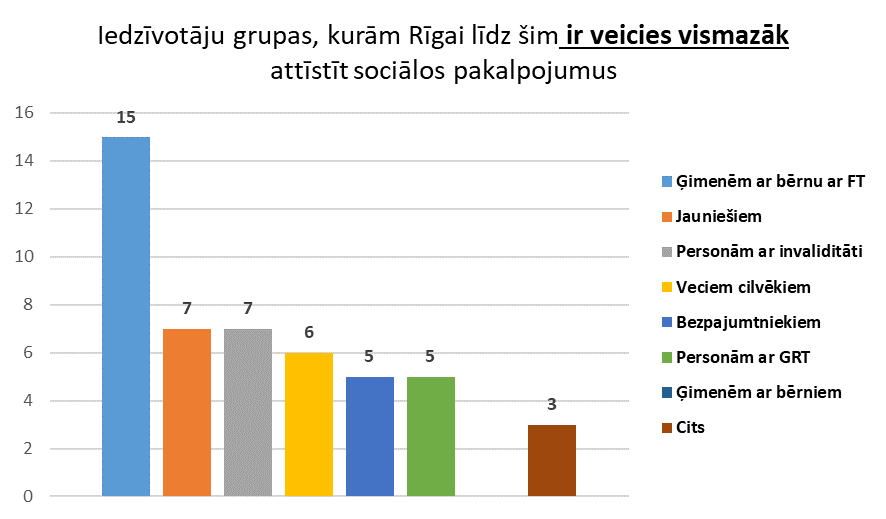 Iedzīvotāju grupas, kurām Rīgai līdz šim ir veicies vismazāk
attīstīt sociālos pakalpojumus
16
14
12
10
8
6
4
2
0
15
7
7
6
5
5
3
Ģimenēm ar bērnu ar FT
Jauniešiem
Personām ar invaliditāti
Veciem cilvēkiem
Bezpajumtniekiem
Personām ar GRT
Ģimenēm ar bērniem
Cits